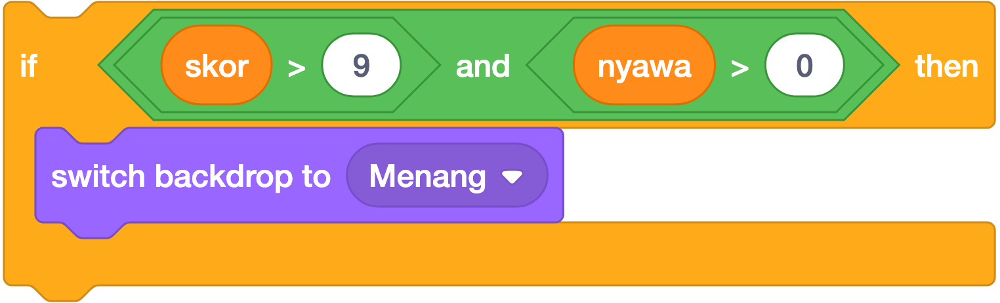 if skor > 9 and nyawa > 0 then
switch backdrop to Menang